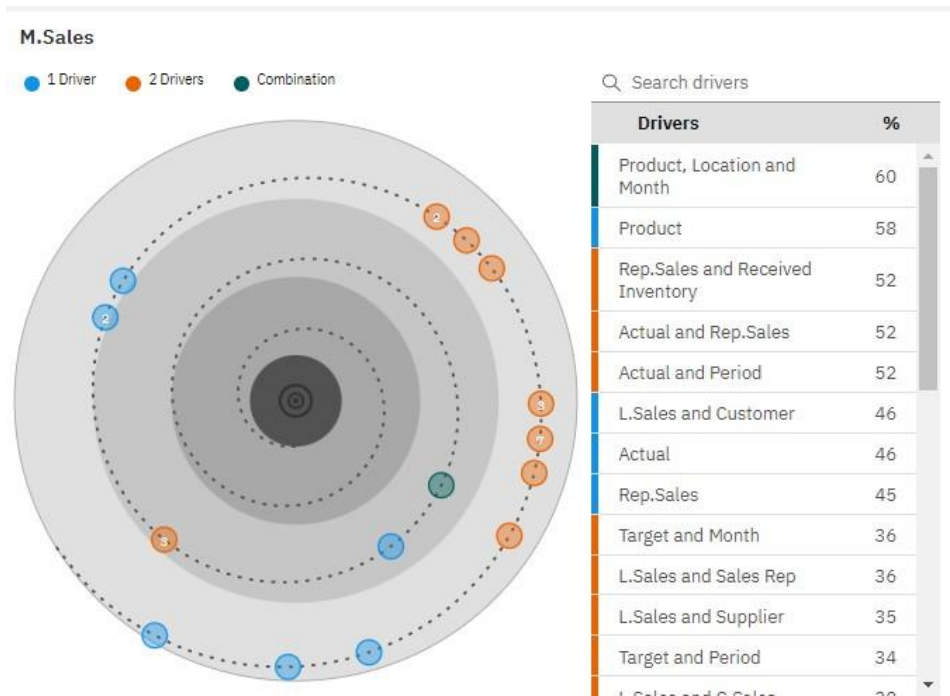 M.Sales
1 Driver
2 Drivers
Combination
Search drivers
Drivers %
Product, Location and
Month
60
Product 58
Rep.Sales and Received
Inventory
52
Actual and Rep.Sales 52
Actual and Period 52
L.Sales and Customer 46
Actual 46
Rep.Sales 45
Target and Month 36
L.Sales and Sales Rep 36
L.Sales and Supplier 35
Target and Period 34
2
2
7
3